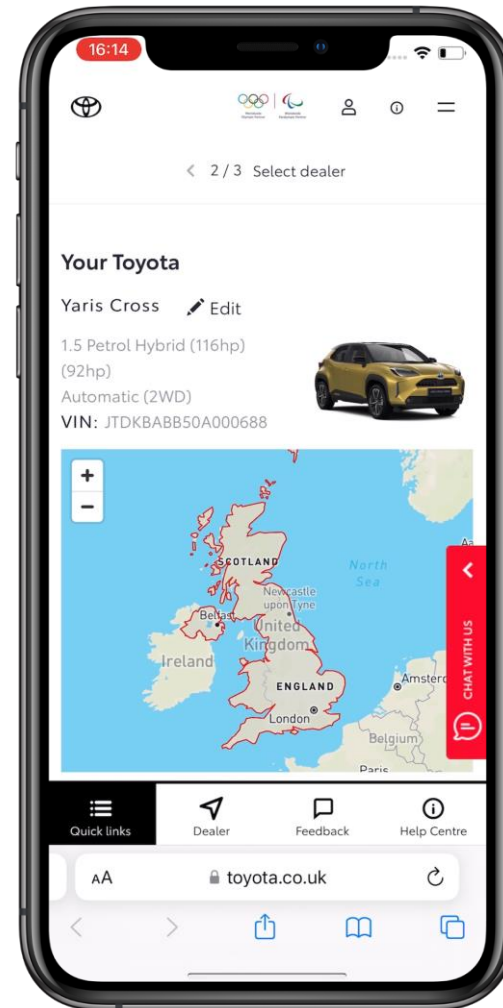 16:14
2 / 3 Select dealer
Your Toyota
Yaris Cross Edit
1.5 Petrol Hybrid (116hp)
(92hp)
Automatic (2WD)
VIN: JTDKBABB50A000688
+
−
SCOTLAND
North
Sea
Newcastle
upon Tyne
Belfas
United
Kingdom
Ireland
ENGLAND
Amsterd
London
Belgium
Paris
CHAT WITH US
Quick links
Dealer
Feedback
Help Centre
AA
toyota.co.uk